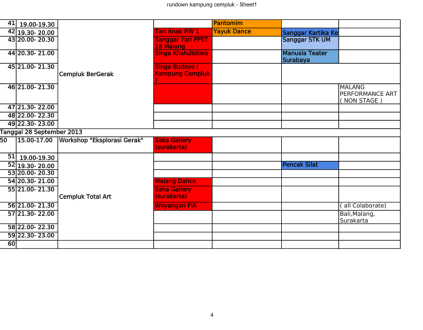 rundown kampung cempluk - Sheet1
41 19.00-19.30 Pantomim
42 19.30- 20.00 Tari Anak RW 1 Yayuk Dance Sanggar Kartika Ke
43 20.00- 20.30 Sanggar Tari PPST 18 Malang Sanggar STK UM
44 20.30- 21.00 Singo Khatulistiwa Manusia Teater Surabaya
45 21.00- 21.30 Cempluk BerGerak Singo Budoyo ( Kampung Cempluk )
46 21.00- 21.30 MALANG PERFORMANCE ART ( NON STAGE )
47 21.30- 22.00
48 22.00- 22.30
49 22.30- 23.00
Tanggal 28 September 2013
50 15.00-17.00 Workshop "Eksplorasi Gerak" Saka Gallery (surakarta)
51 19.00-19.30
52 19.30- 20.00 Pencak Silat
53 20.00- 20.30
54 20.30- 21.00 Malang Dance
55 21.00- 21.30 Cempluk Total Art Saka Gallery (surakarta)
56 21.00- 21.30 Wayangan FIA ( all Colaborate)
57 21.30- 22.00 Bali,Malang, Surakarta
58 22.00- 22.30
59 22.30- 23.00
60
4